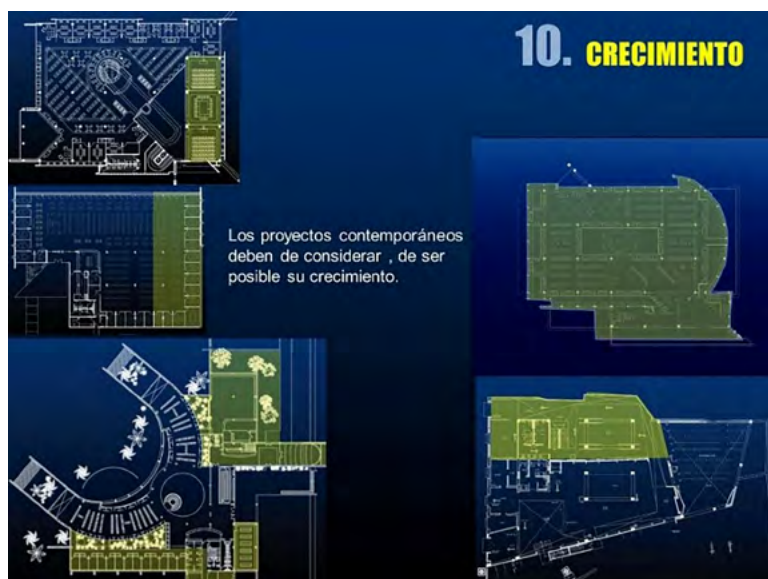 10. CRECIMIENTO
Los proyectos contemporáneos
deben de considerar , de ser
posible su crecimiento.